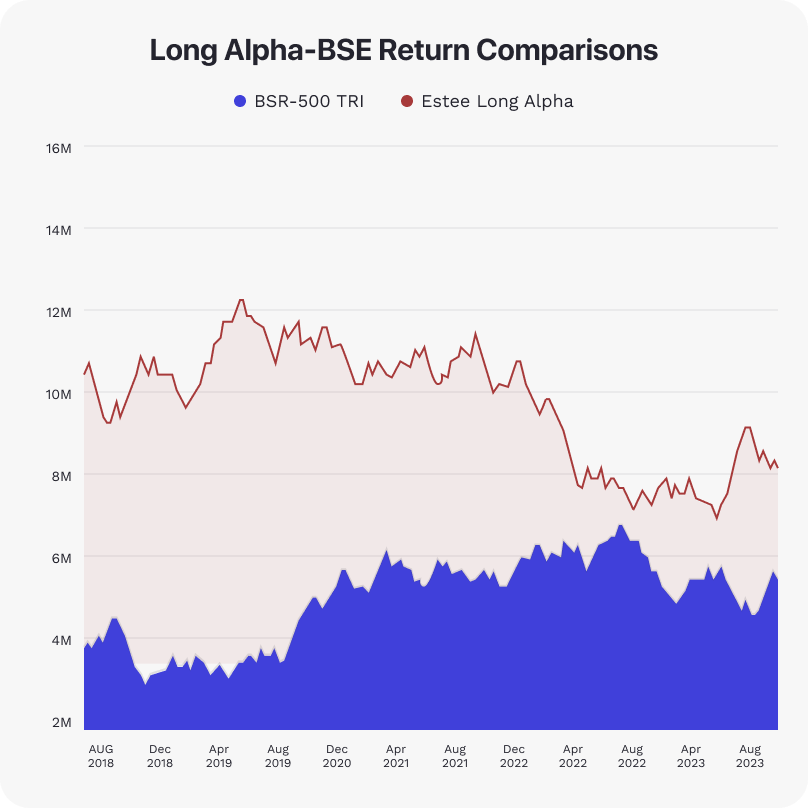 Long Alpha-BSE Return Comparisons
BSR-500 TRI Estee Long Alpha
16M
14M
12M
10M
8M
6M
4M
2M
AUG Dec Apr Aug Dec Apr Aug Dec Apr Aug Apr Aug
2018 2018 2019 2019 2020 2021 2021 2022 2022 2022 2023 2023